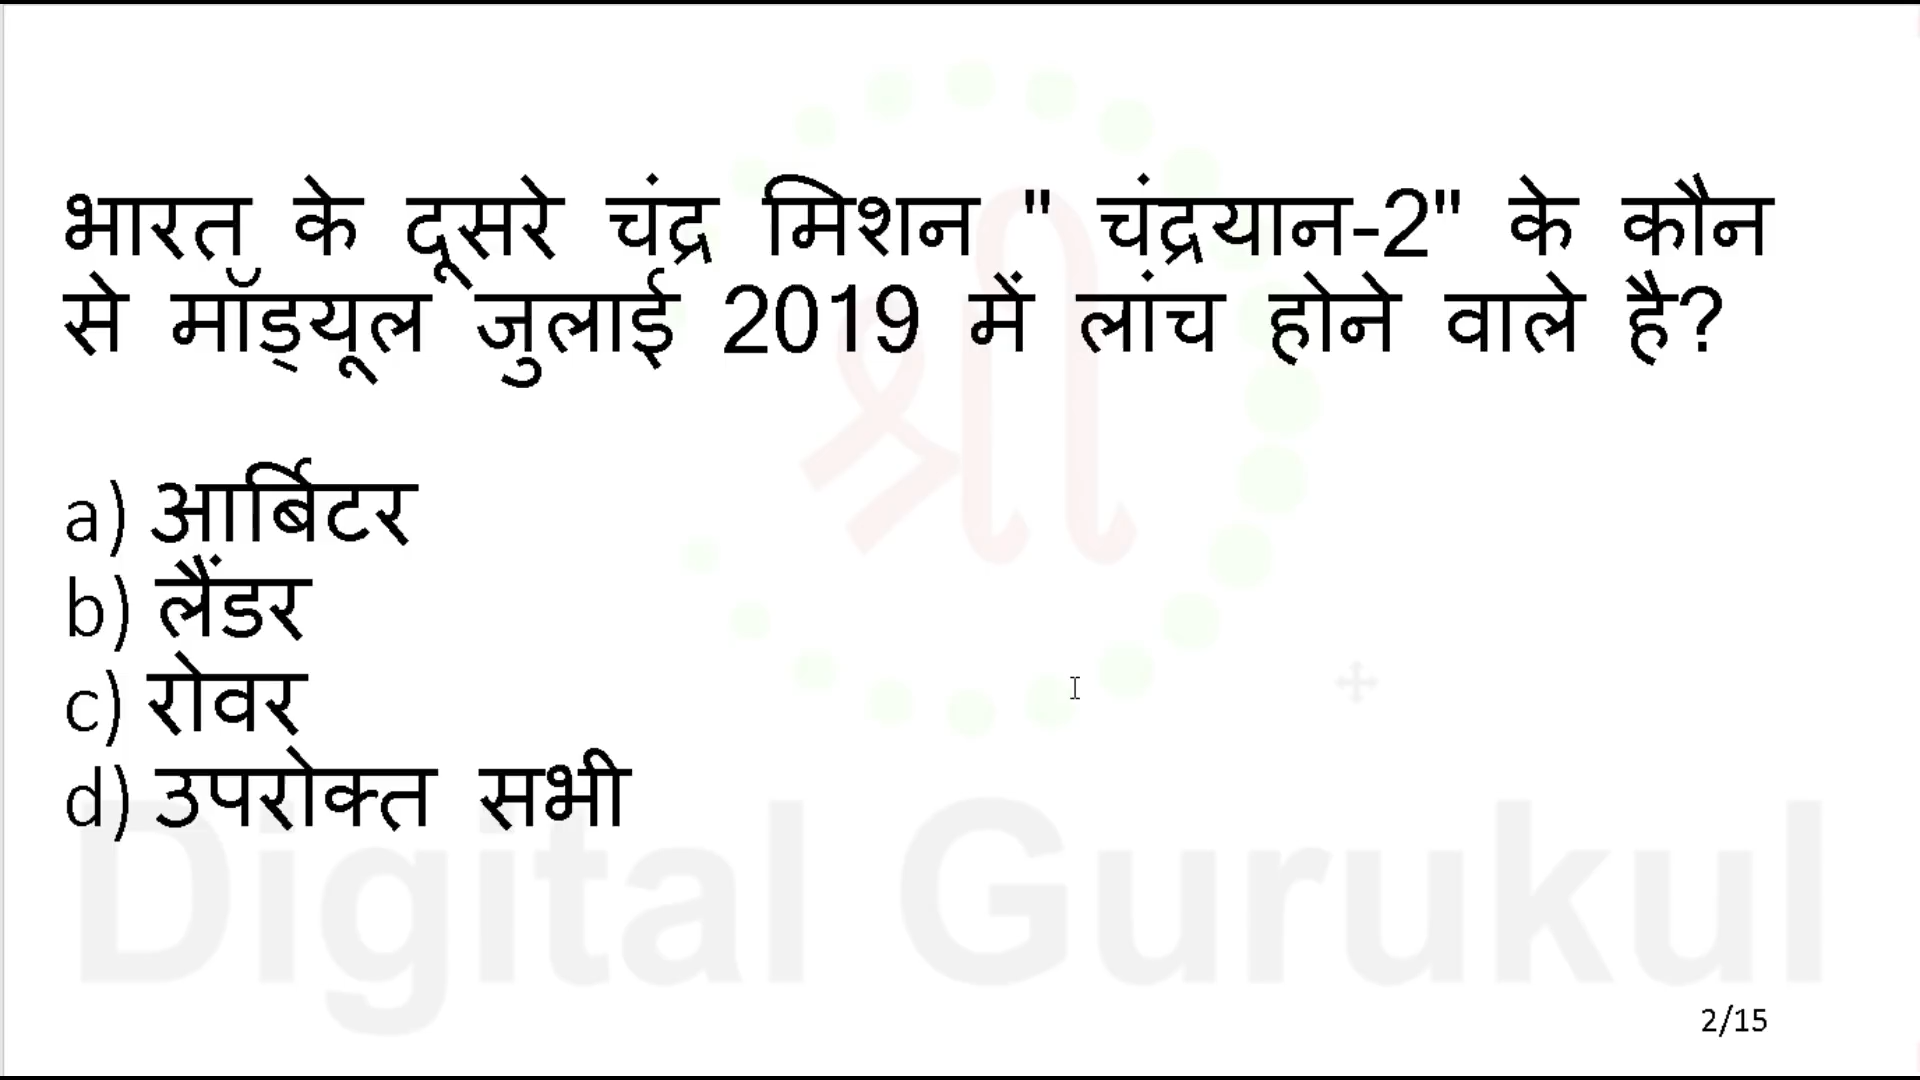 भारत के दूसरे चंद्र मिशन " चंद्रयान-2" के कौन
से मॉड्यूल जुलाई 2019 में लांच होने वाले है?
a) आर्बिटर
b) लैंडर
c) रोवर
d) उपरोक्त सभी
श्री
Digital Gurukul
2/15